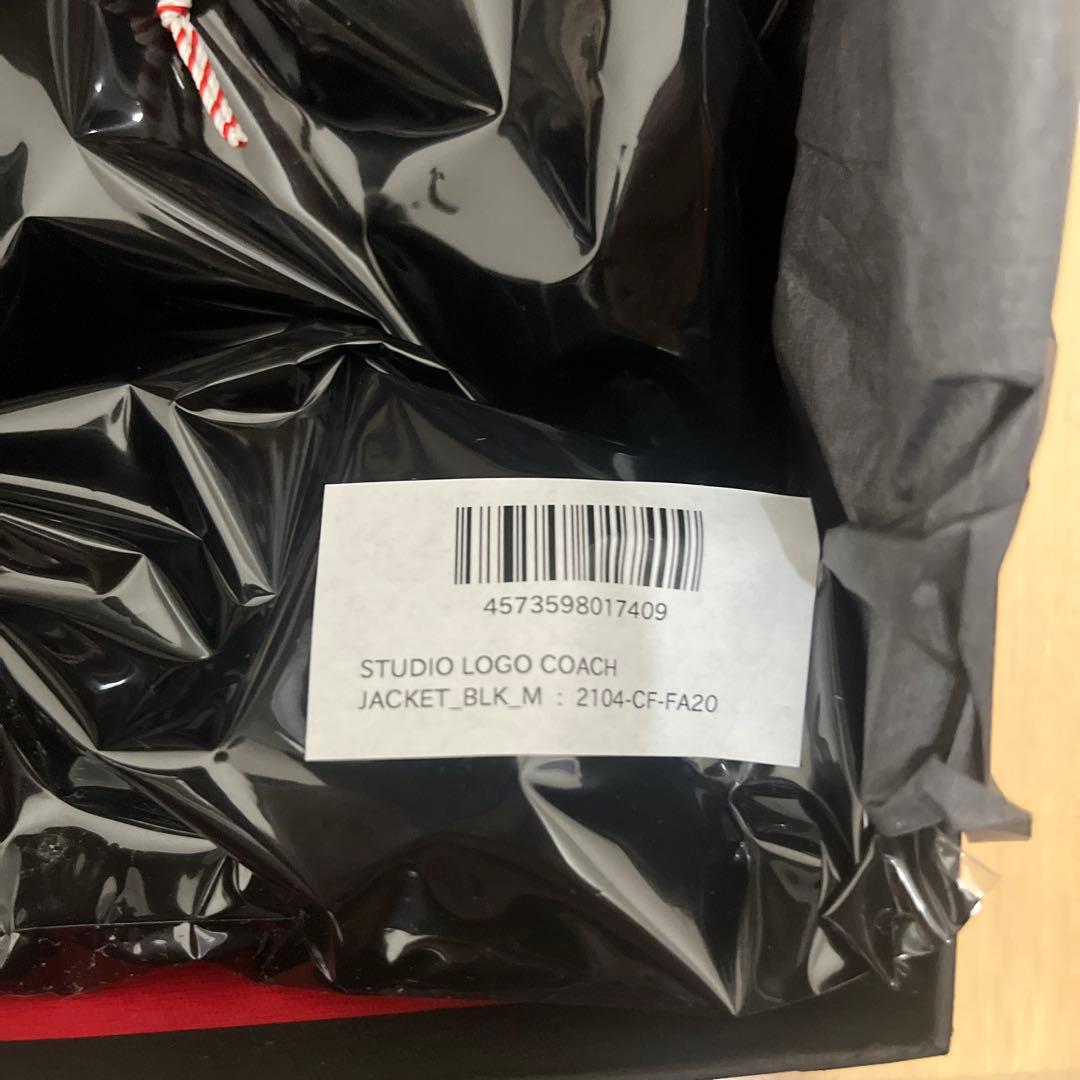 4573598017409
STUDIO LOGO COACH
JACKET_BLK_M : 2104-CF-FA20